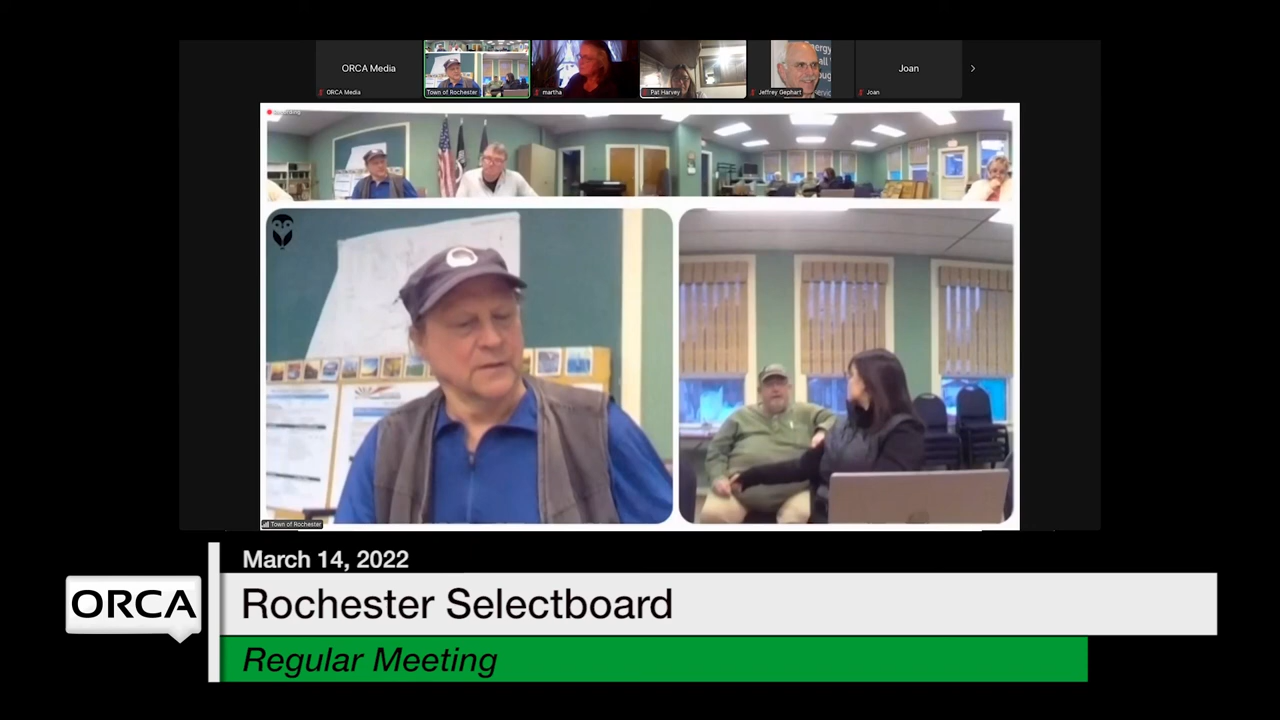 ORCA Media
Joan
ORCA Media
Town of Rochester
martha
Pat Harvey
Jeffrey Gephart
Joan
Town of Rochester
March 14, 2022
ORCA
Rochester Selectboard
Regular Meeting